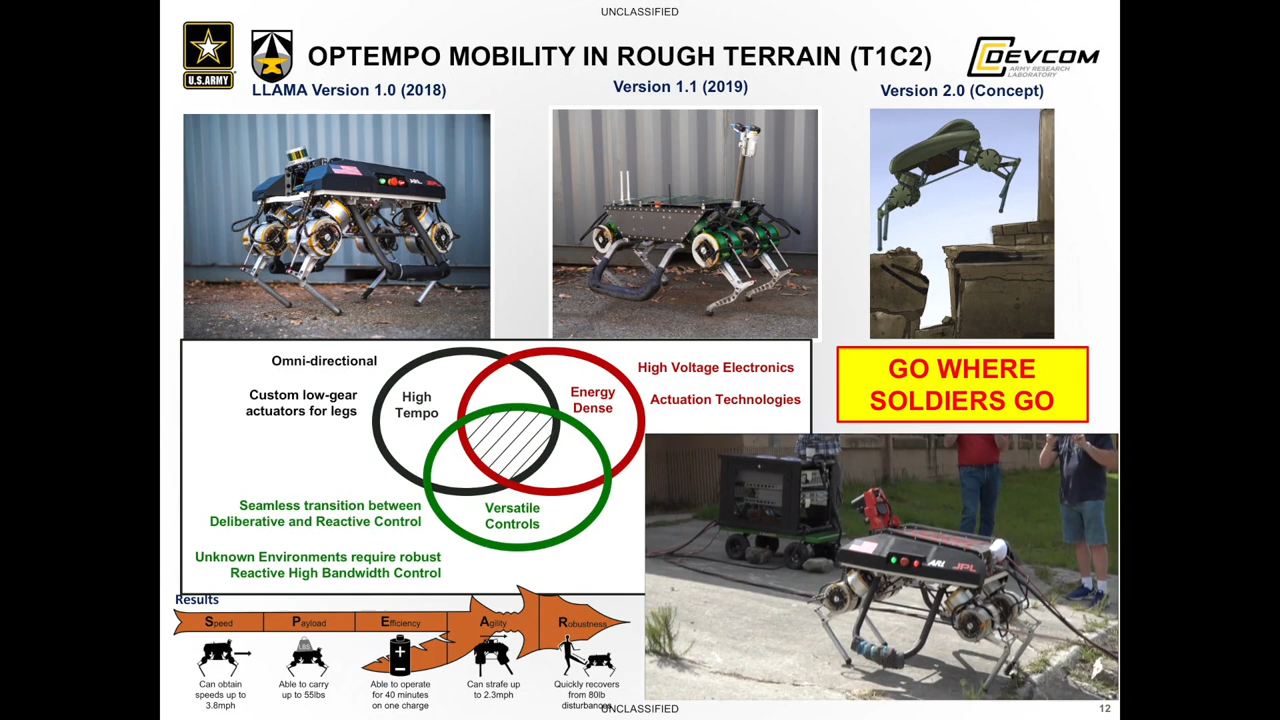 UNCLASSIFIED
U.S.ARMY
OPTEMPO MOBILITY IN ROUGH TERRAIN (T1C2)
DEVCOM
ARMY RESEARCH
LABORATORY
LLAMA Version 1.0 (2018)
Version 1.1 (2019)
Version 2.0 (Concept)
ARL JPL
Omni-directional
Custom low-gear
actuators for legs
High
Tempo
Energy
Dense
High Voltage Electronics
Actuation Technologies
GO WHERE
SOLDIERS GO
Seamless transition between
Deliberative and Reactive Control
Versatile
Controls
Unknown Environments require robust
Reactive High Bandwidth Control
ARL JPL
Results
Speed
Payload
Efficiency
Agility
Robustness
LBS
Can obtain
speeds up to
3.8mph
Able to carry
up to 55lbs
Able to operate
for 40 minutes
on one charge
Can strafe up
to 2.3mph
Quickly recovers
from 80lb
disturbances
UNCLASSIFIED
12